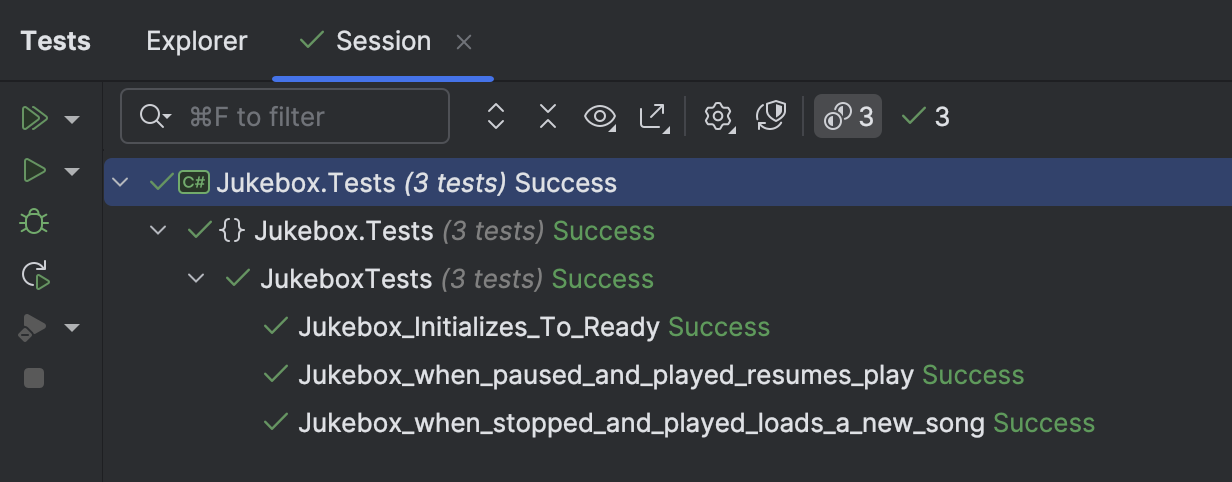 Tests Explorer Session
⌘F to filter 3 3
C# Jukebox.Tests (3 tests) Success
{} Jukebox.Tests (3 tests) Success
JukeboxTests (3 tests) Success
Jukebox_Initializes_To_Ready Success
Jukebox_when_paused_and_played_resumes_play Success
Jukebox_when_stopped_and_played_loads_a_new_song Success